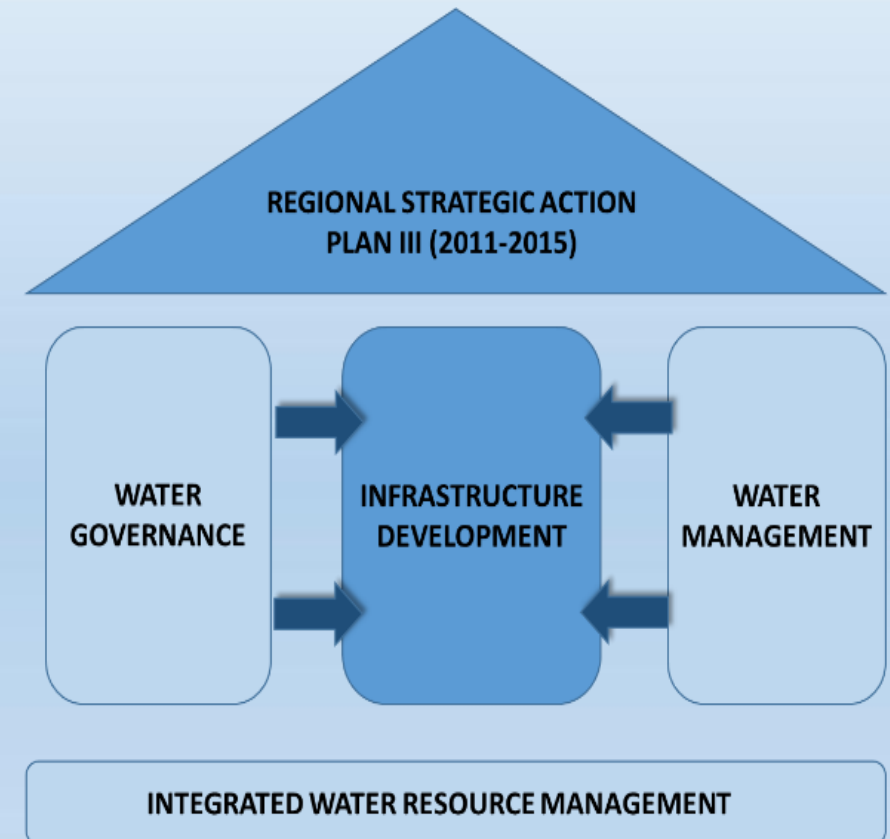 REGIONAL STRATEGIC ACTION
PLAN III (2011-2015)
WATER
GOVERNANCE
INFRASTRUCTURE
DEVELOPMENT
WATER
MANAGEMENT
INTEGRATED WATER RESOURCE MANAGEMENT